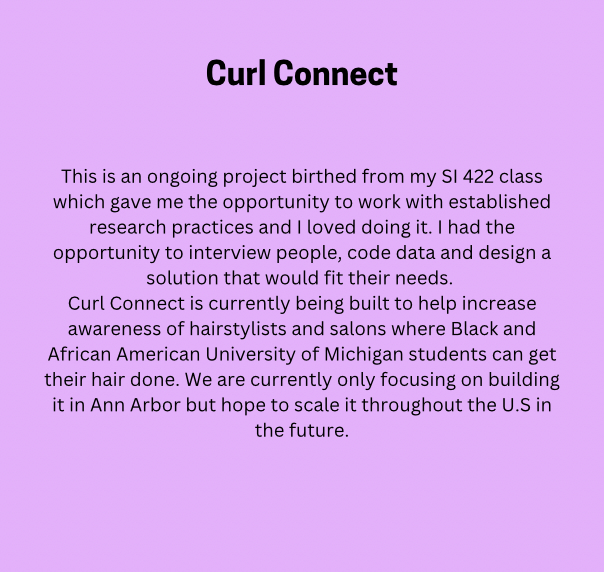 Curl Connect
This is an ongoing project birthed from my SI 422 class
which gave me the opportunity to work with established
research practices and I loved doing it. I had the
opportunity to interview people, code data and design a
solution that would fit their needs.
Curl Connect is currently being built to help increase
awareness of hairstylists and salons where Black and
African American University of Michigan students can get
their hair done. We are currently only focusing on building
it in Ann Arbor but hope to scale it throughout the U.S in
the future.